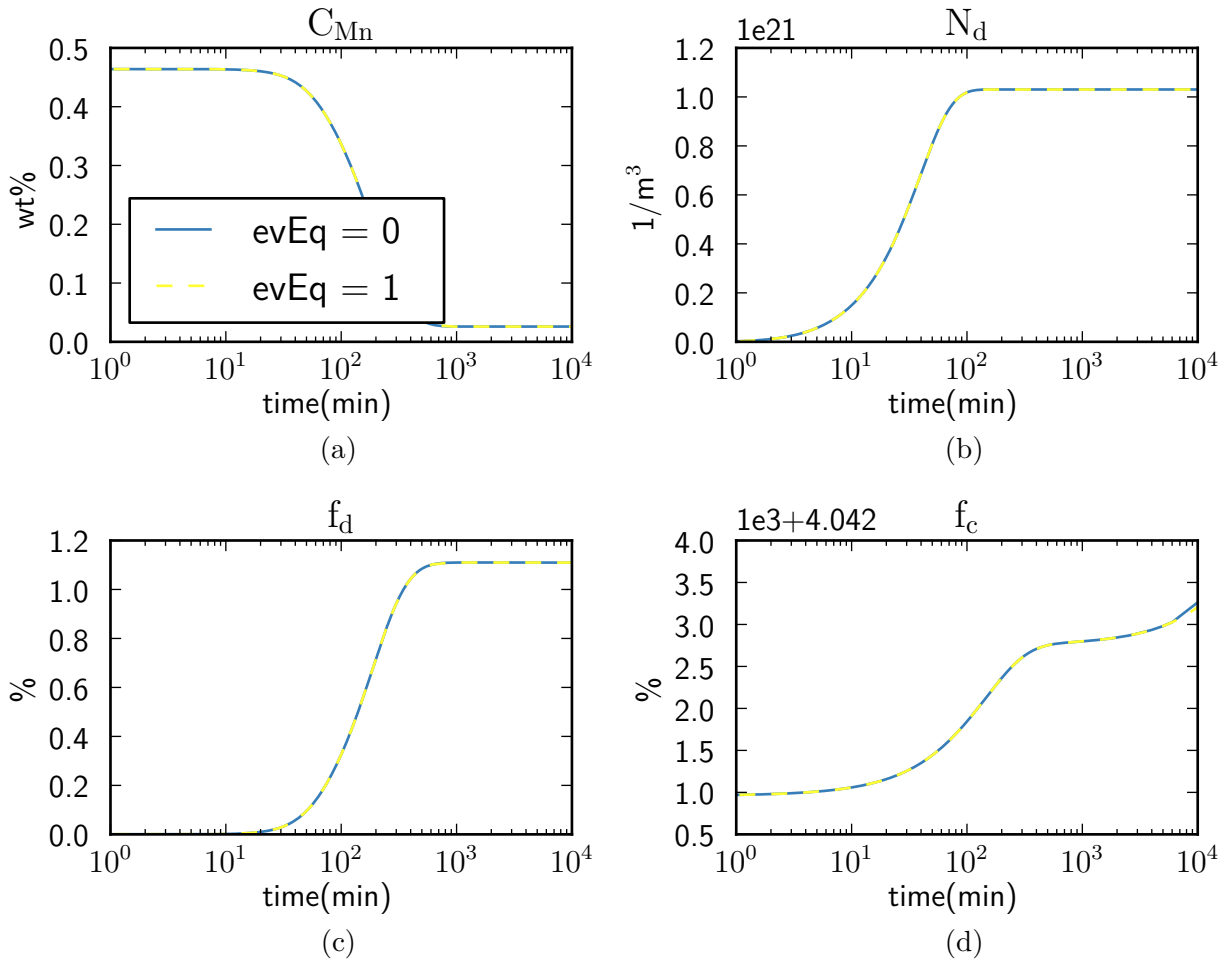 C_Mn
0.5
0.4
0.3
0.2
0.1
0.0
wt%
evEq = 0
evEq = 1
10^0 10^1 10^2 10^3 10^4
time(min)
(a)
N_d
1e21
1.2
1.0
0.8
0.6
0.4
0.2
0.0
1/m^3
10^0 10^1 10^2 10^3 10^4
time(min)
(b)
f_d
1.2
1.0
0.8
0.6
0.4
0.2
0.0
%
10^0 10^1 10^2 10^3 10^4
time(min)
(c)
f_c
1e3+4.042
4.0
3.5
3.0
2.5
2.0
1.5
1.0
0.5
%
10^0 10^1 10^2 10^3 10^4
time(min)
(d)